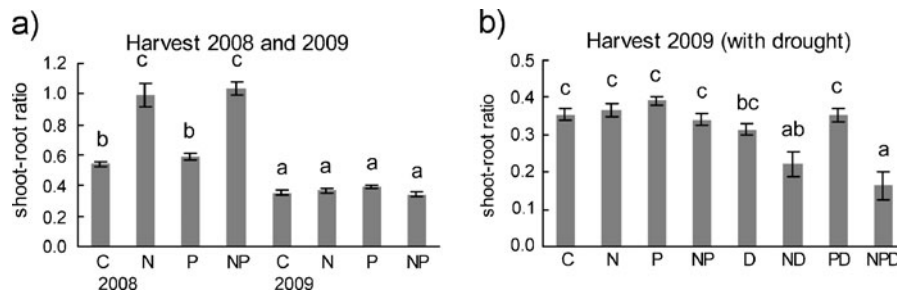 a)
Harvest 2008 and 2009
shoot-root ratio
1.2
1.0
0.8
0.6
0.4
0.2
0.0
b
c
b
c
a
a
a
a
C N P NP C N P NP
2008 2009
b)
Harvest 2009 (with drought)
shoot-root ratio
0.5
0.4
0.3
0.2
0.1
0.0
c
c
c
c
bc
ab
c
a
C N P NP D ND PD NPD